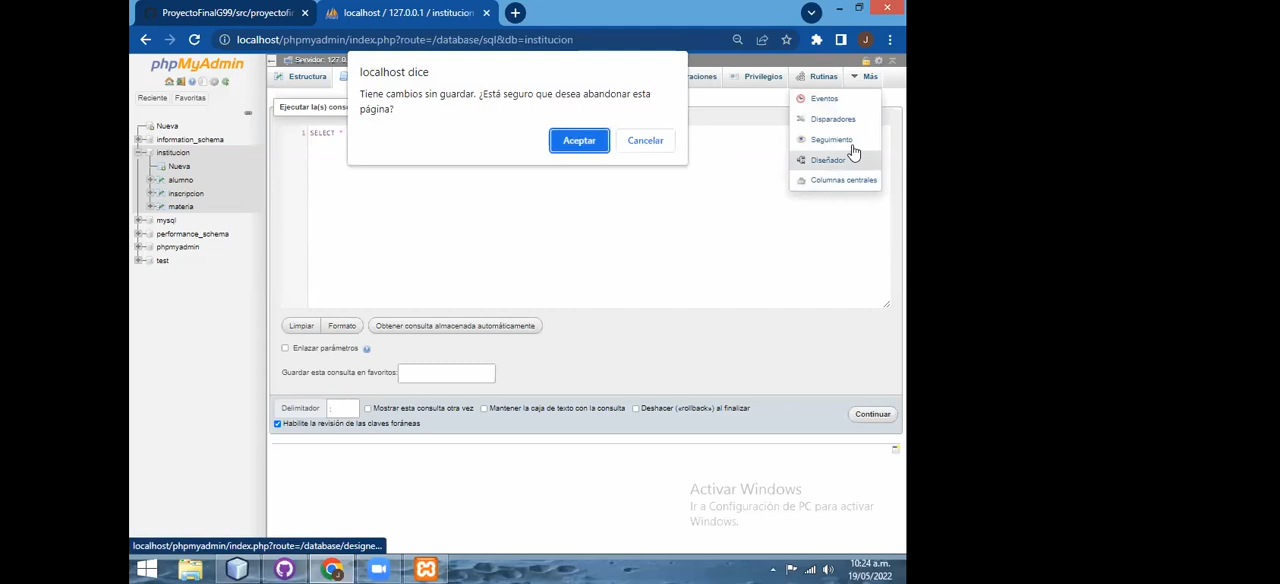 ProyectoFinalG99/src/proyectofi
localhost / 127.0.0.1 / institucion
localhost/phpmyadmin/index.php?route=/database/sql&db=institucion
phpMyAdmin
Servidor: 127.0.
localhost dice
Tiene cambios sin guardar. ¿Está seguro que desea abandonar esta
página?
Aceptar
Cancelar
Estructura
raciones
Privilegios
Rutinas
Más
Eventos
Disparadores
Seguimiento
Diseñador
Columnas centrales
Reciente
Favoritas
Nueva
information_schema
institucion
Nueva
alumno
inscripcion
materia
mysql
performance_schema
phpmyadmin
test
Ejecutar la(s) consu
1 SELECT *
Limpiar
Formato
Obtener consulta almacenada automáticamente
Enlazar parámetros
Guardar esta consulta en favoritos:
Delimitador
;
Mostrar esta consulta otra vez
Mantener la caja de texto con la consulta
Deshacer («rollback») al finalizar
Continuar
Habilite la revisión de las claves foráneas
Activar Windows
Ir a Configuración de PC para activar
Windows.
localhost/phpmyadmin/index.php?route=/database/designe...
10:24 a.m.
19/05/2022